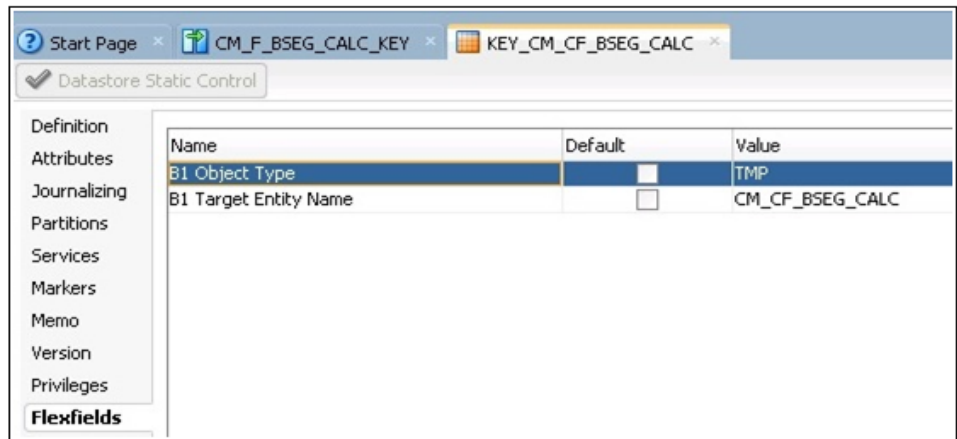 Start Page CM_F_BSEG_CALC_KEY KEY_CM_CF_BSEG_CALC
Datastore Static Control
Definition
Attributes
Journalizing
Partitions
Services
Markers
Memo
Version
Privileges
Flexfields
Name Default Value
B1 Object Type TMP
B1 Target Entity Name CM_CF_BSEG_CALC